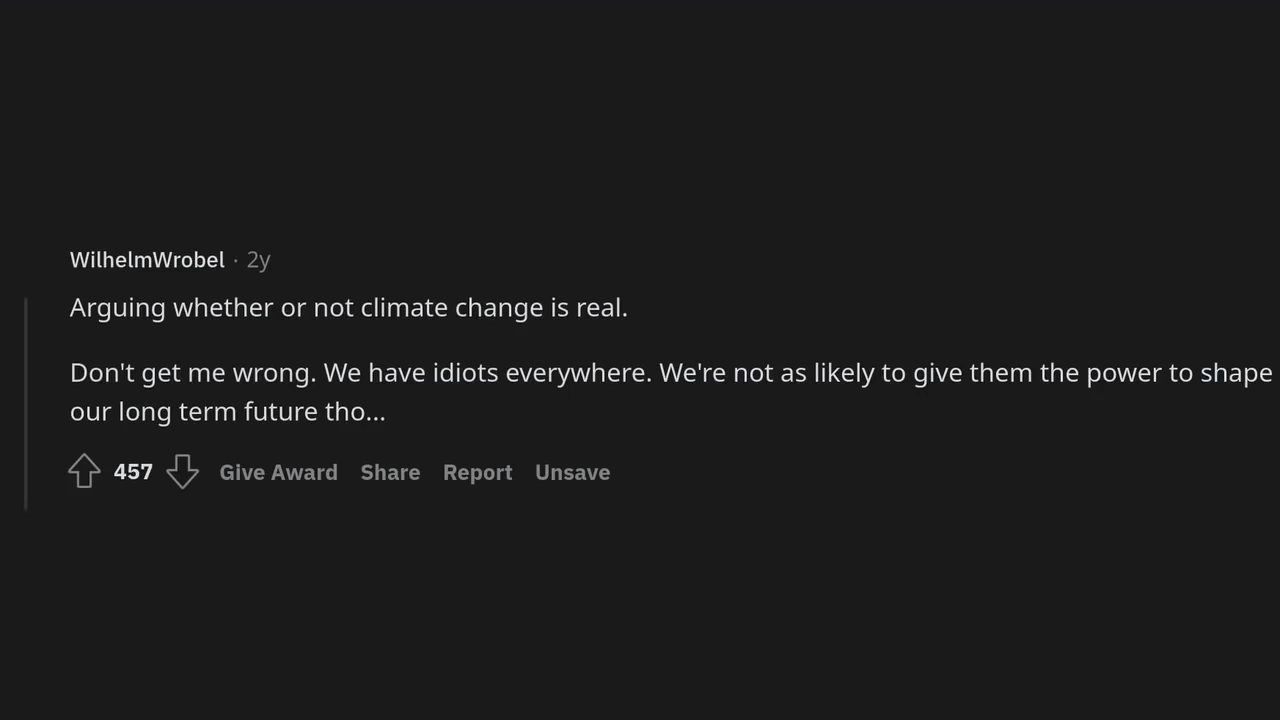 WilhelmWrobel · 2y
Arguing whether or not climate change is real.
Don't get me wrong. We have idiots everywhere. We're not as likely to give them the power to shape
our long term future tho...
457 Give Award Share Report Unsave